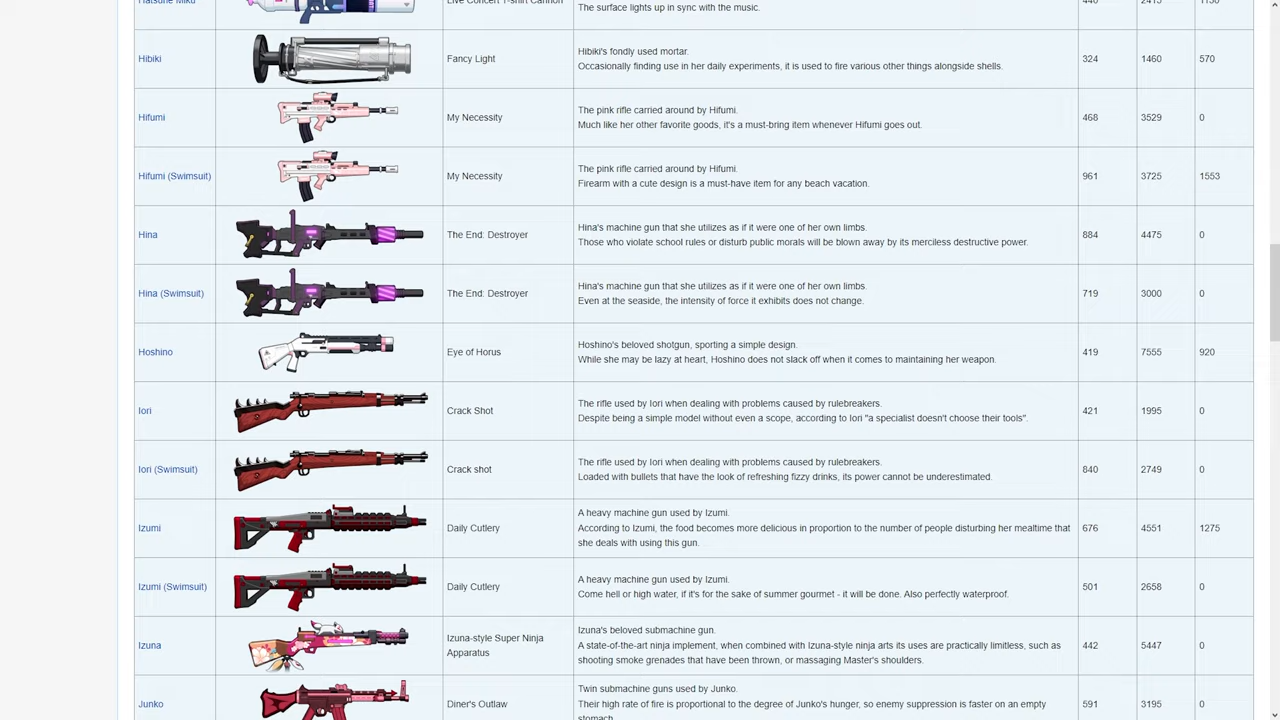 Hatsune Miku
Live Concert T-shirt Cannon
The surface lights up in sync with the
440
2415
1150
Hibiki
Fancy Light
Hibiki's fondly used mortar.
Occasionally finding use in her daily experiments, it is used to fire various other things alongside shells.
324
1460
570
Hifumi
My Necessity
The pink rifle carried around by Hifumi.
Much like her other favorite goods, it is a must-bring item whenever Hifumi goes out.
468
3529
0
Hifumi (Swimsuit)
My Necessity
The pink rifle carried around by Hifumi.
Firearm with a cute design is a must-have item for any beach vacation.
961
3725
1553
Hina
The End: Destroyer
Hina's machine gun that she utilizes as if it were one of her own limbs.
Those who violate school rules or disturb public morals will be blown away by its merciless destructive power.
884
4475
0
Hina (Swimsuit)
The End: Destroyer
Hina's machine gun that she utilizes as if it were one of her own limbs.
Even at the seaside, the intensity of fire it exhibits does not change.
719
3000
0
Hoshino
Eye of Horus
Hoshino's beloved shotgun, sporting an antique design.
While she may be lazy at heart, Hoshino does not slack off when it comes to maintaining her weapon.
419
7555
920
Iori
Crack Shot
The rifle used by Iori when dealing with problems caused by rulebreakers.
Despite being a simple model without even a scope, according to Iori "a specialist doesn't choose their tools".
421
1995
0
Iori (Swimsuit)
Crack shot
The rifle used by Iori when dealing with problems caused by rulebreakers.
Loaded with bullets that have the look of refreshing fizzy drinks, its power cannot be underestimated.
840
2749
0
Izumi
Daily Cutlery
A heavy machine gun used by Izumi.
According to Izumi, the food becomes more delicious in proportion to the number of people disturbing her mealtime that
she deals with using this gun.
676
4551
1275
Izumi (Swimsuit)
Daily Cutlery
A heavy machine gun used by Izumi.
Come hell or high water, if it's for the sake of summer gourmet - it will be done. Also perfectly waterproof.
501
2658
0
Izuna
Izuna-style Super Ninja
Apparatus
Izuna's beloved submachine gun.
A state-of-the-art ninja implement, when combined with Izuna-style ninja arts its uses are practically limitless, such as
shooting smoke grenades that have been thrown, or massaging Master's shoulders.
442
5447
0
Junko
Diner's Outlaw
Twin submachine guns used by Junko.
Their high rate of fire is proportional to the degree of Junko's hunger, so enemy suppression is faster on an empty
stomach.
591
3195
0